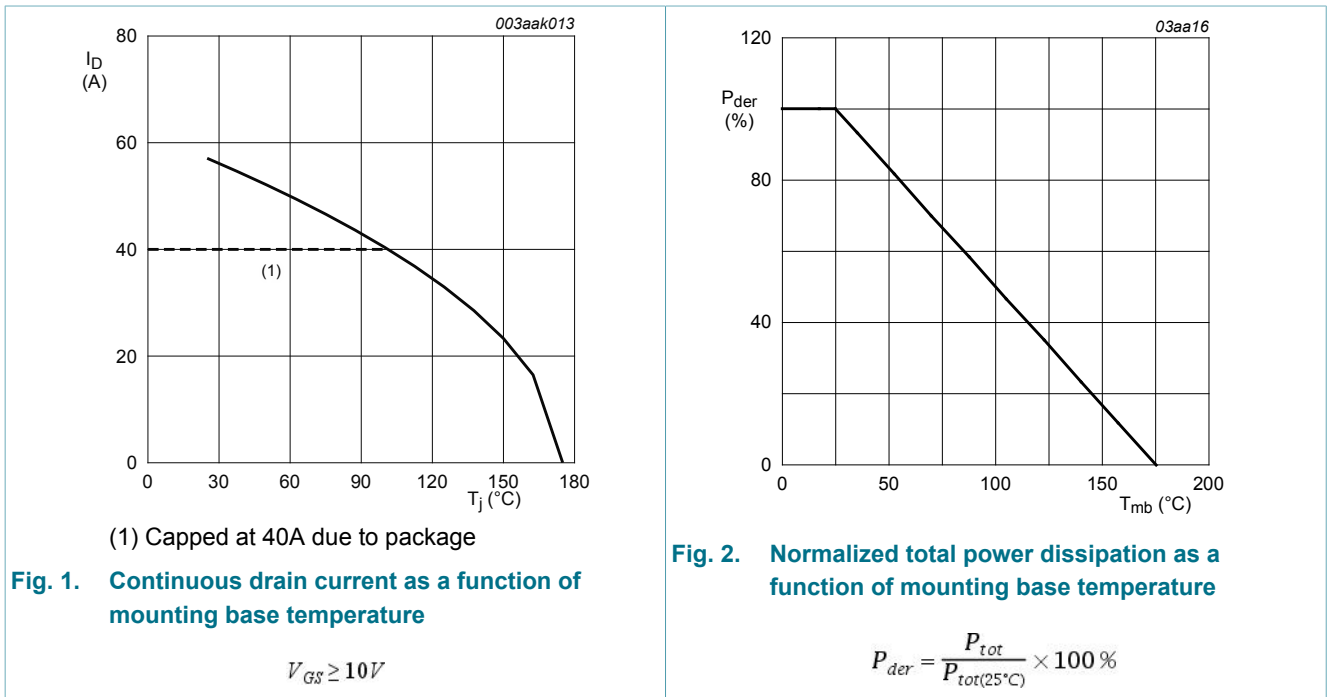 003aak013
80
I_D
(A)
60
40
(1)
20
0
0 30 60 90 120 150 180
T_j (°C)
(1) Capped at 40A due to package
Fig. 1. Continuous drain current as a function of
mounting base temperature
V_GS ≥ 10V
03aa16
120
P_der
(%)
80
40
0
0 50 100 150 200
T_mb (°C)
Fig. 2. Normalized total power dissipation as a
function of mounting base temperature
P_der = P_tot / P_tot(25°C) × 100 %